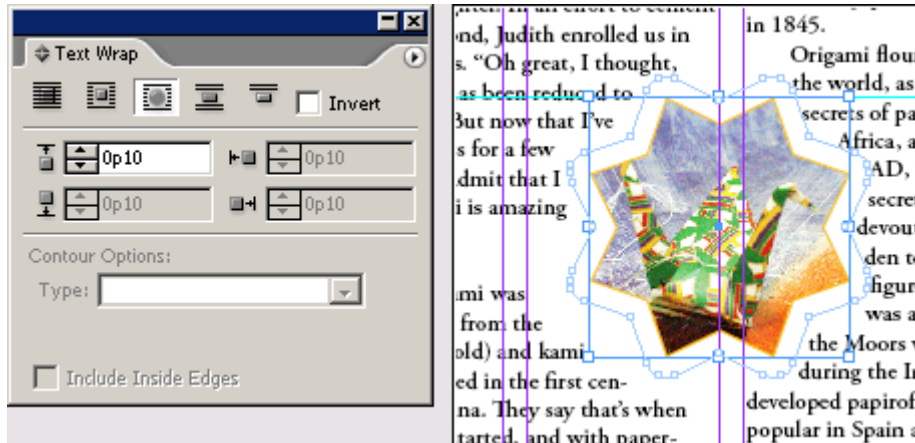 Text Wrap
Invert
0p10
0p10
0p10
0p10
Contour Options:
Type:
Include Inside Edges
ond, Judith enrolled us in
s. “Oh great, I thought,
as been reduced to
But now that I've
s for a few
dmit that I
i is amazing
ami was
from the
old) and kami
ed in the first cen-
na. They say that's when
tarted, and with paper-
in 1845.
Origami flou
the world, as
secrets of pa
Africa, a
AD,
secre
devou
den to
figur
was a
the Moors
during the I
developed papirof
popular in Spain a